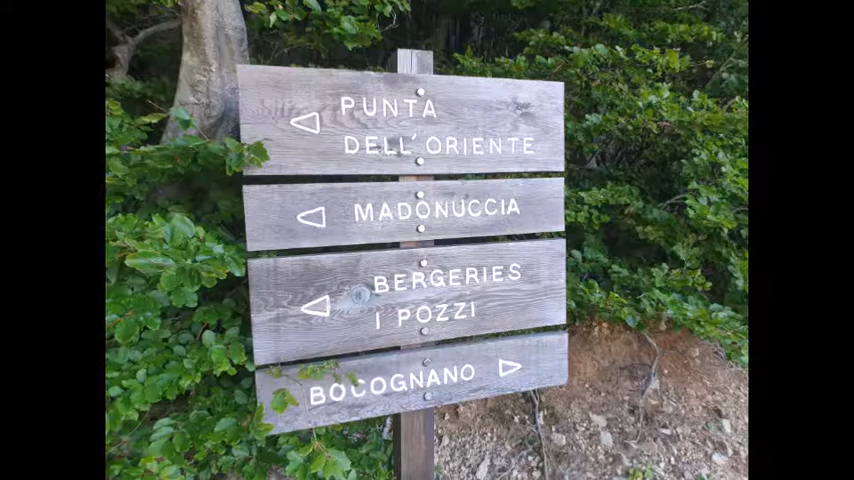 PUNTA
DELL'ORIENTE
MADONUCCIA
BERGERIES
I POZZI
BOCOGNANO